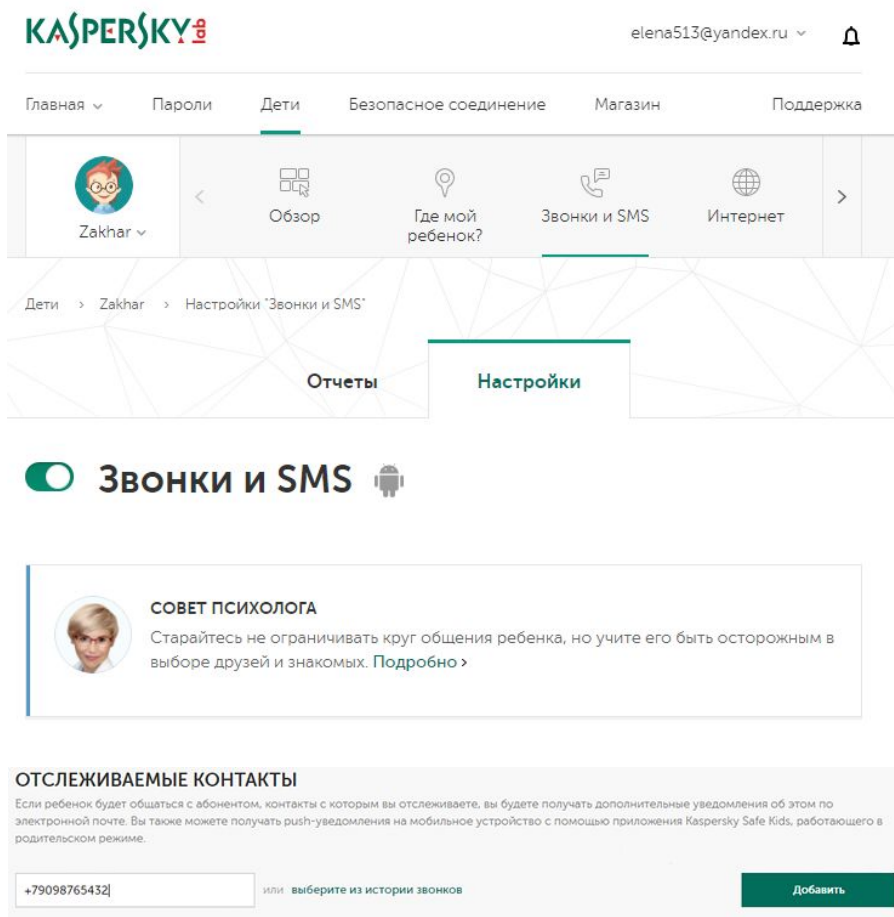 KASPERSKY lab
elena513@yandex.ru
Главная Пароли Дети Безопасное соединение Магазин Поддержка
Zakhar
Обзор
Где мой
ребенок?
Звонки и SMS
Интернет
Дети > Zakhar > Настройки "Звонки и SMS"
Отчеты Настройки
Звонки и SMS
СОВЕТ ПСИХОЛОГА
Старайтесь не ограничивать круг общения ребенка, но учите его быть осторожным в
выборе друзей и знакомых. Подробно >
ОТСЛЕЖИВАЕМЫЕ КОНТАКТЫ
Если ребенок будет общаться с абонентом, контакты с которым вы отслеживаете, вы будете получать дополнительные уведомления об этом по
электронной почте. Вы также можете получать push-уведомления на мобильное устройство с помощью приложения Kaspersky Safe Kids, работающего в
родительском режиме.
+79098765432 или выберите из истории звонков Добавить